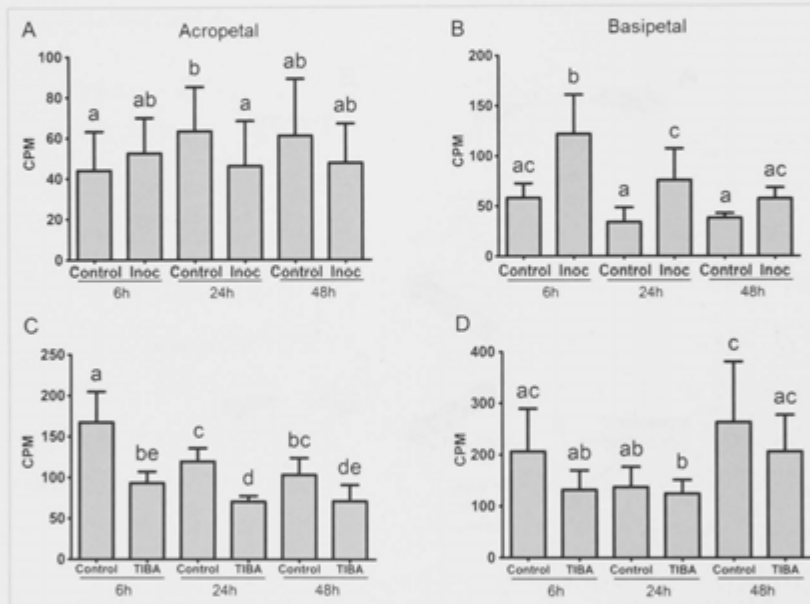 A Acropetal
CPM
100
80
60
40
20
0
a ab b a ab ab
Control Inoc Control Inoc Control Inoc
6h 24h 48h
B Basipetal
CPM
200
150
100
50
0
ac b a c a ac
Control Inoc Control Inoc Control Inoc
6h 24h 48h
C
CPM
250
200
150
100
50
0
a be c d bc de
Control TIBA Control TIBA Control TIBA
6h 24h 48h
D
CPM
400
300
200
100
0
ac ab ab b c ac
Control TIBA Control TIBA Control TIBA
6h 24h 48h